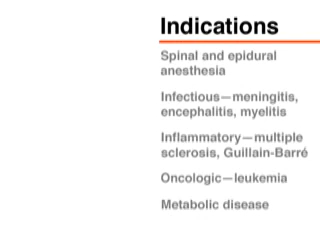 Indications
Spinal and epidural
anesthesia
Infectious—meningitis,
encephalitis, myelitis
Inflammatory—multiple
sclerosis, Guillain-Barré
Oncologic—leukemia
Metabolic disease